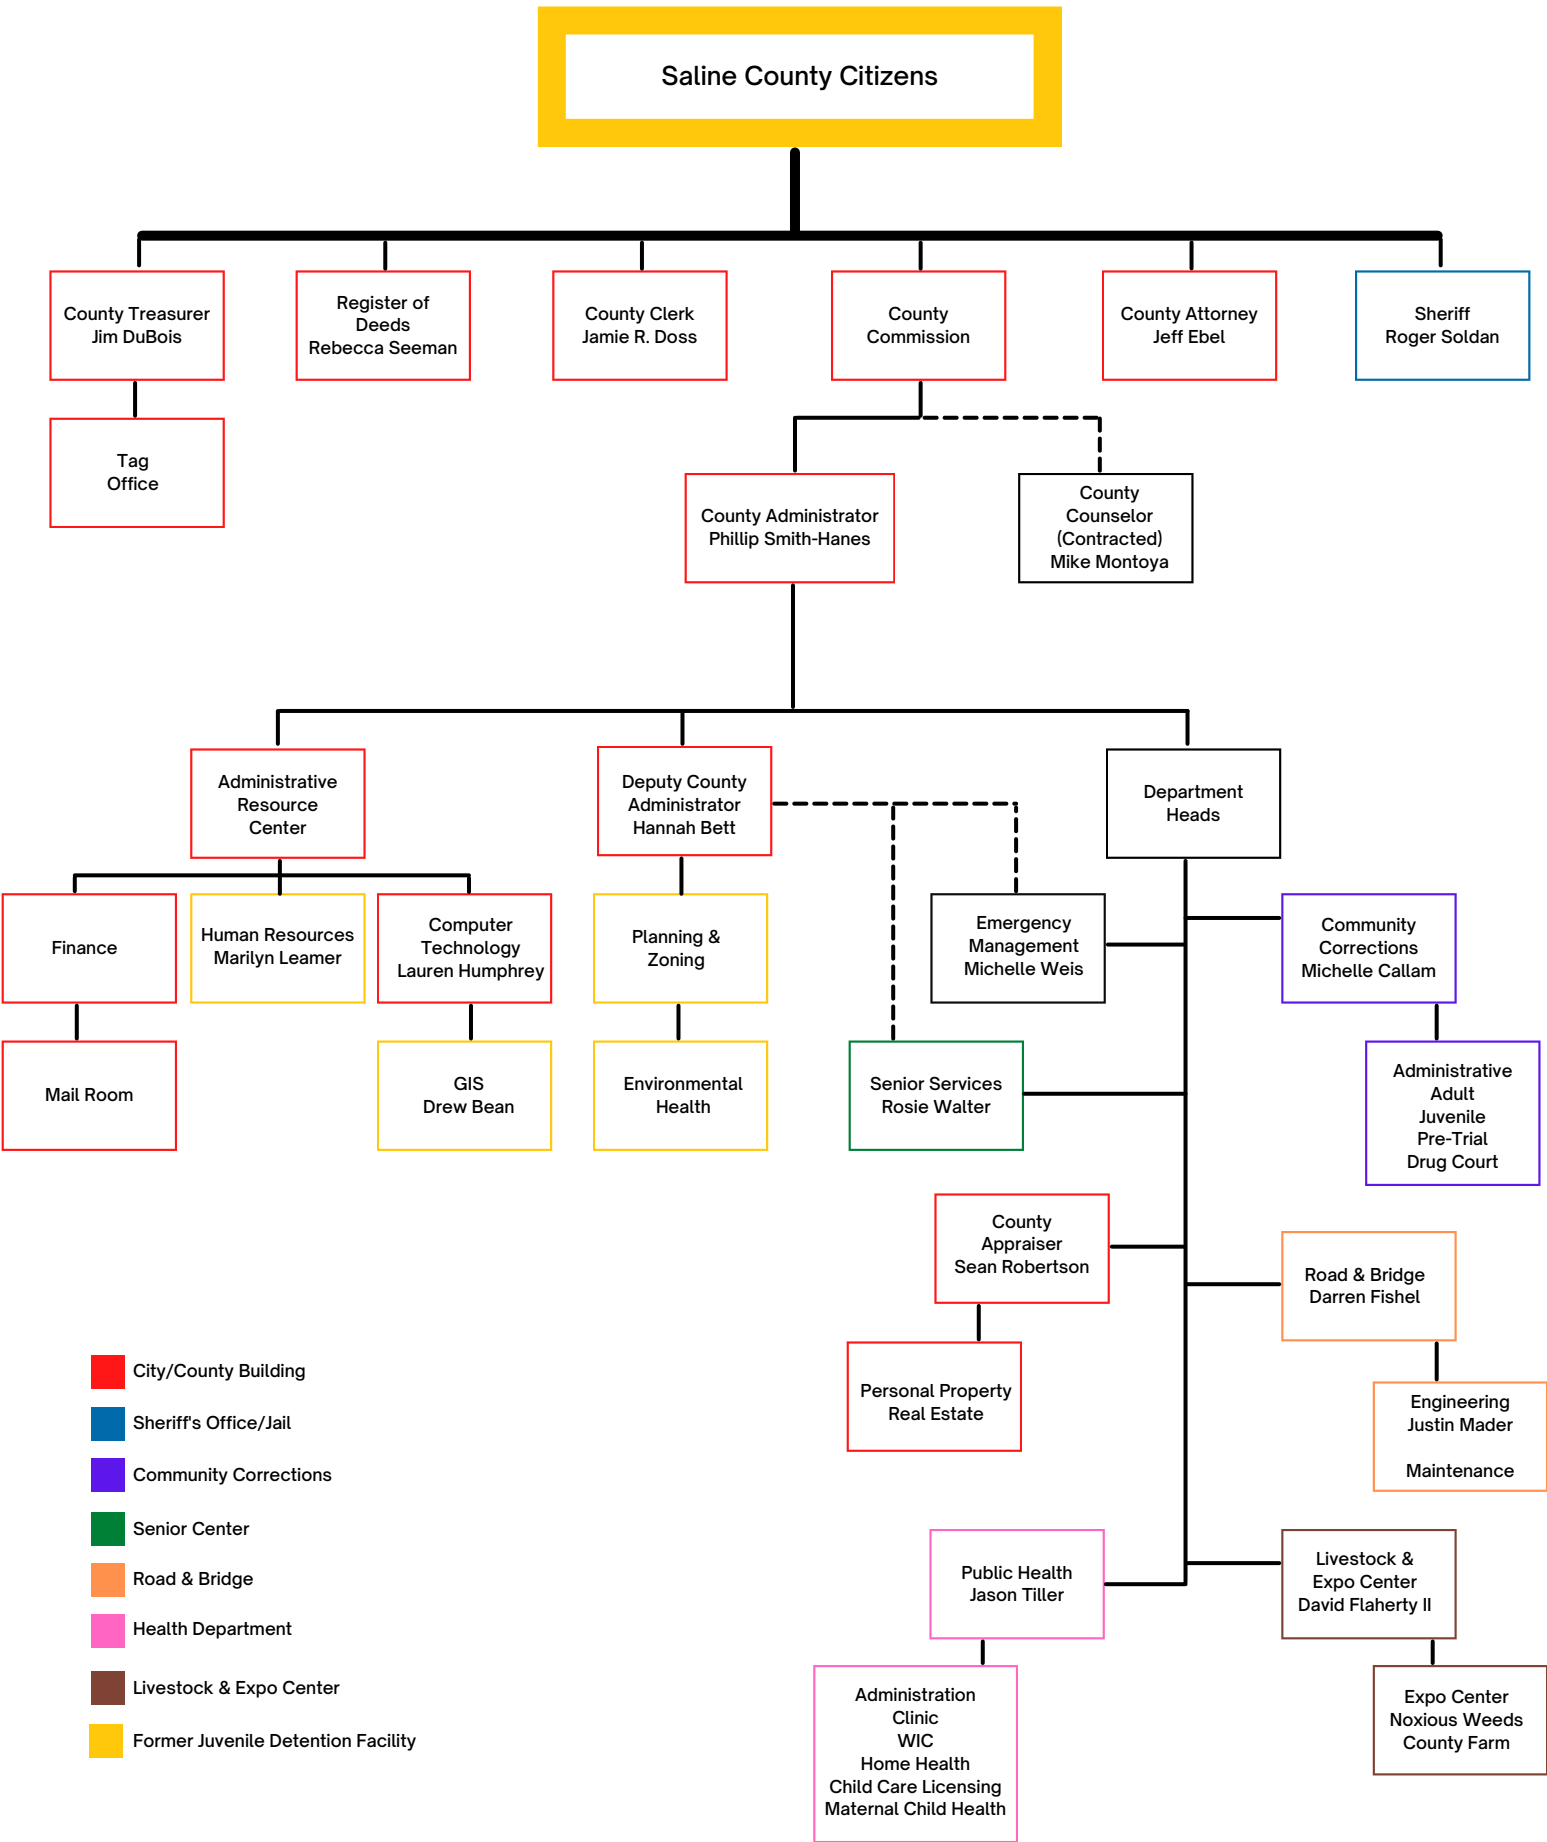 Saline County Citizens
County Treasurer
Jim DuBois
Register of
Deeds
Rebecca Seeman
County Clerk
Jamie R. Doss
County
Commission
County Attorney
Jeff Ebel
Sheriff
Roger Soldan
Tag
Office
County Administrator
Phillip Smith-Hanes
County
Counselor
(Contracted)
Mike Montoya
Administrative
Resource
Center
Deputy County
Administrator
Hannah Bett
Department
Heads
Finance
Human Resources
Marilyn Leamer
Computer
Technology
Lauren Humphrey
Planning &
Zoning
Emergency
Management
Michelle Weis
Community
Corrections
Michelle Callam
Mail Room
GIS
Drew Bean
Environmental
Health
Senior Services
Rosie Walter
Administrative
Adult
Juvenile
Pre-Trial
Drug Court
County
Appraiser
Sean Robertson
Road & Bridge
Darren Fishel
Personal Property
Real Estate
Engineering
Justin Mader
Maintenance
Public Health
Jason Tiller
Livestock &
Expo Center
David Flaherty II
Administration
Clinic
WIC
Home Health
Child Care Licensing
Maternal Child Health
Expo Center
Noxious Weeds
County Farm
City/County Building
Sheriff's Office/Jail
Community Corrections
Senior Center
Road & Bridge
Health Department
Livestock & Expo Center
Former Juvenile Detention Facility